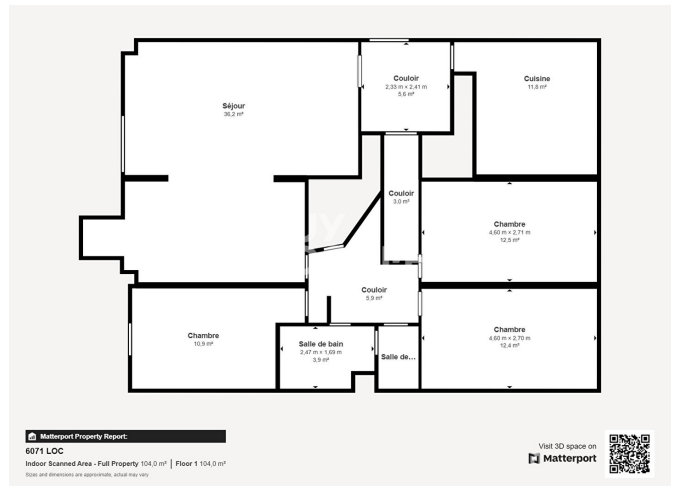 Couloir
2,33 m × 2,41 m
5,6 m²
Cuisine
11,8 m²
Séjour
36,2 m²
Couloir
3,0 m²
Chambre
4,60 m × 2,71 m
12,5 m²
Couloir
5,9 m²
Chambre
10,9 m²
Salle de bain
2,47 m × 1,69 m
3,9 m²
Salle de...
Chambre
4,60 m × 2,70 m
12,4 m²
Matterport Property Report:
6071 LOC
Indoor Scanned Area - Full Property 104,0 m² | Floor 1 104,0 m²
Sizes and dimensions are approximate, actual may vary
Visit 3D space on
Matterport